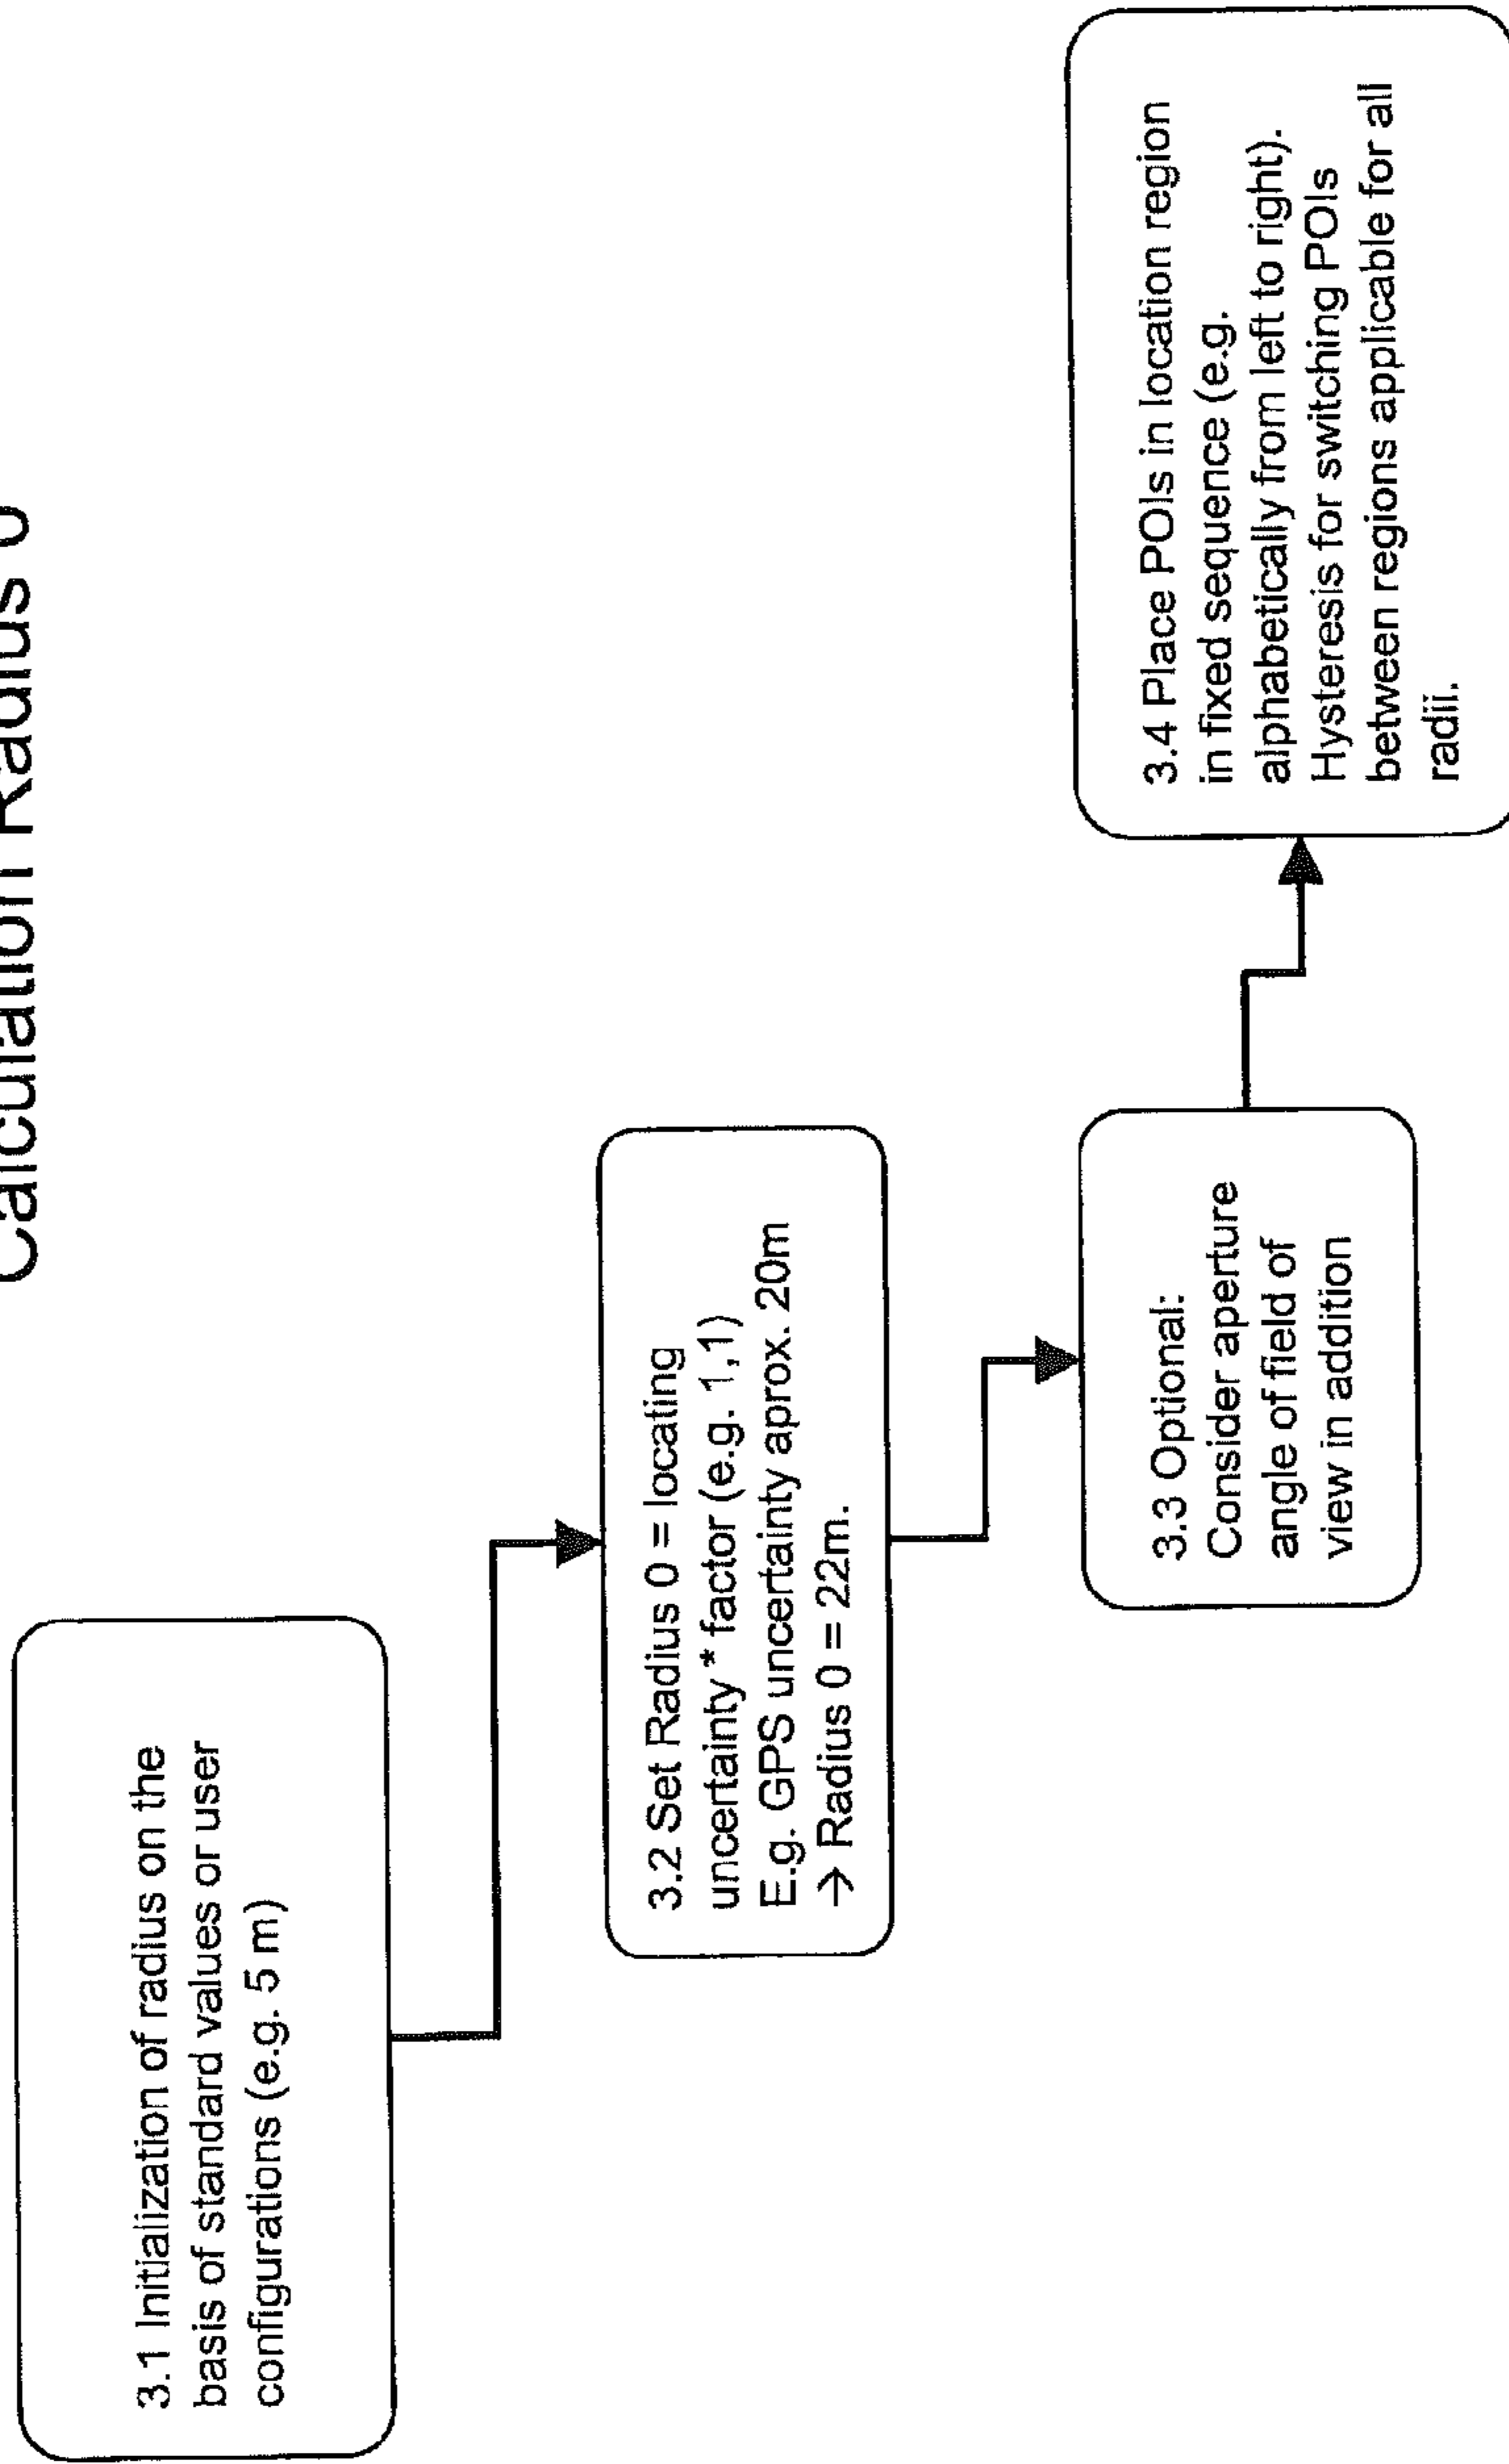 Calculation Radius 0
3.1 Initialization of radius on the
basis of standard values or user
configurations (e.g. 5 m)
3.2 Set Radius 0 = locating
uncertainty * factor (e.g. 1,1)
E.g. GPS uncertainty aprox. 20m
→ Radius 0 = 22m.
3.3 Optional:
Consider aperture
angle of field of
view in addition
3.4 Place POIs in location region
in fixed sequence (e.g.
alphabetically from left to right).
Hysteresis for switching POIs
between regions applicable for all
radii.